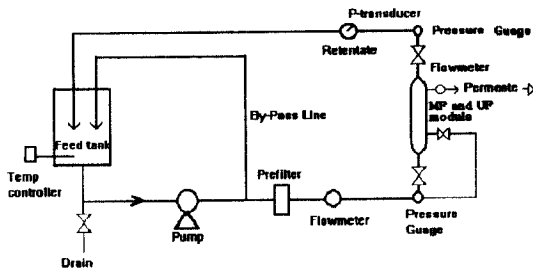 P-transducer
Pressure Guage
Retentate
Flowmeter
Permeate
MF and UF
module
By-Pass Line
Feed tank
Temp
controller
Prefilter
Flowmeter
Pressure
Guage
Pump
Drain